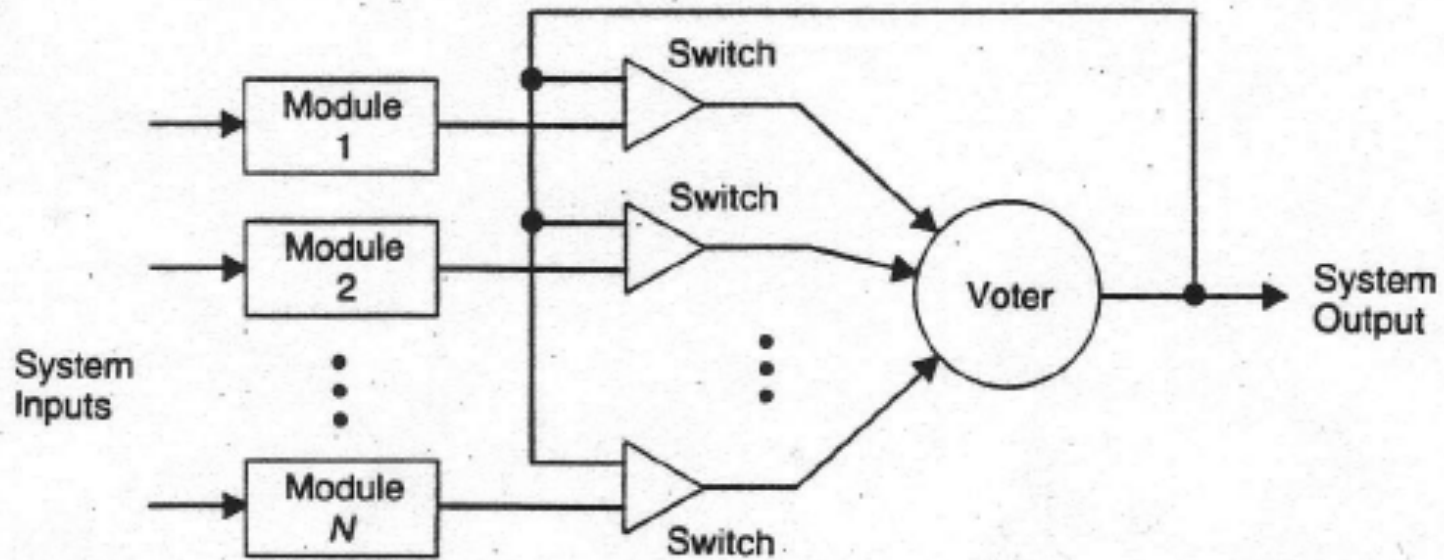 Switch
Module
1
Switch
Module
2
Voter
System
Output
System
Inputs
Module
N
Switch